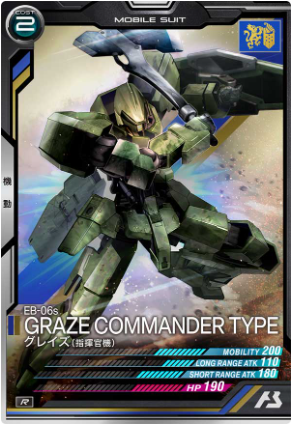 COST
2
MOBILE SUIT
機動
EB-06s
GRAZE COMMANDER TYPE
グレイズ(指揮官機)
MOBILITY 200
LONG RANGE ATK 110
SHORT RANGE ATK 180
HP 190
R